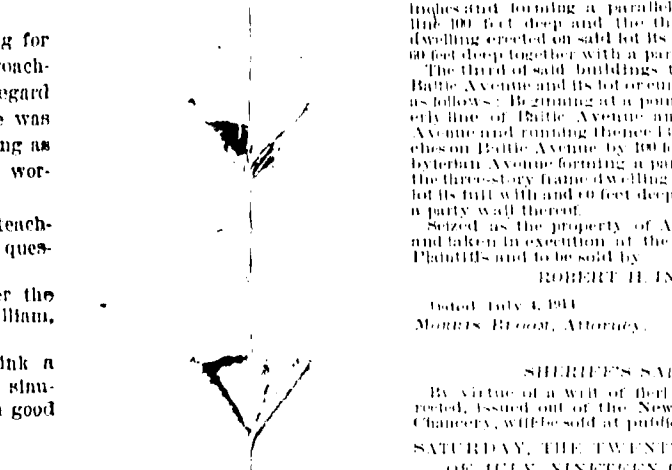 g for
roach-
egard
e was
ng as
wor-
teach-
ques-
er the
lliam,
ink a
sinu-
good
inches and forming a parallel
line 100 feet deep and the th
dwelling erected on said lot its
60 feet deep together with a par
The third of said buildings
Baltic Avenue and its lot or
as follows: Beginning at a poin
erly line of Baltic Avenue an
Avenue and running thence
ches on Baltic Avenue by 100 f
byterian Avenue forming a pa
the three-story frame dwelling
lot its full with and 60 feet deep
a party wall thereof.
Seized as the property of A
and taken in execution at the
Plaintiffs and to be sold by
ROBERT H. IN
Dated July 4, 1914
MORRIS BLOOM, Attorney.
SHERIFF'S SAL
By virtue of a writ of fieri
rected, issued out of the New
Chancery, will be sold at public
SATURDAY, THE TWENT
OF JULY, NINETEEN